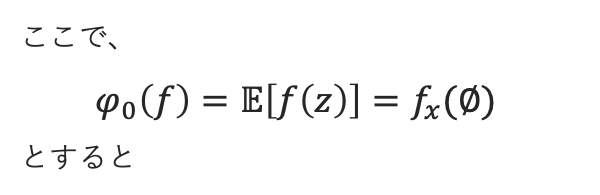 ここで、
φ₀(f) = 𝔼[f(z)] = fₓ(∅)
とすると